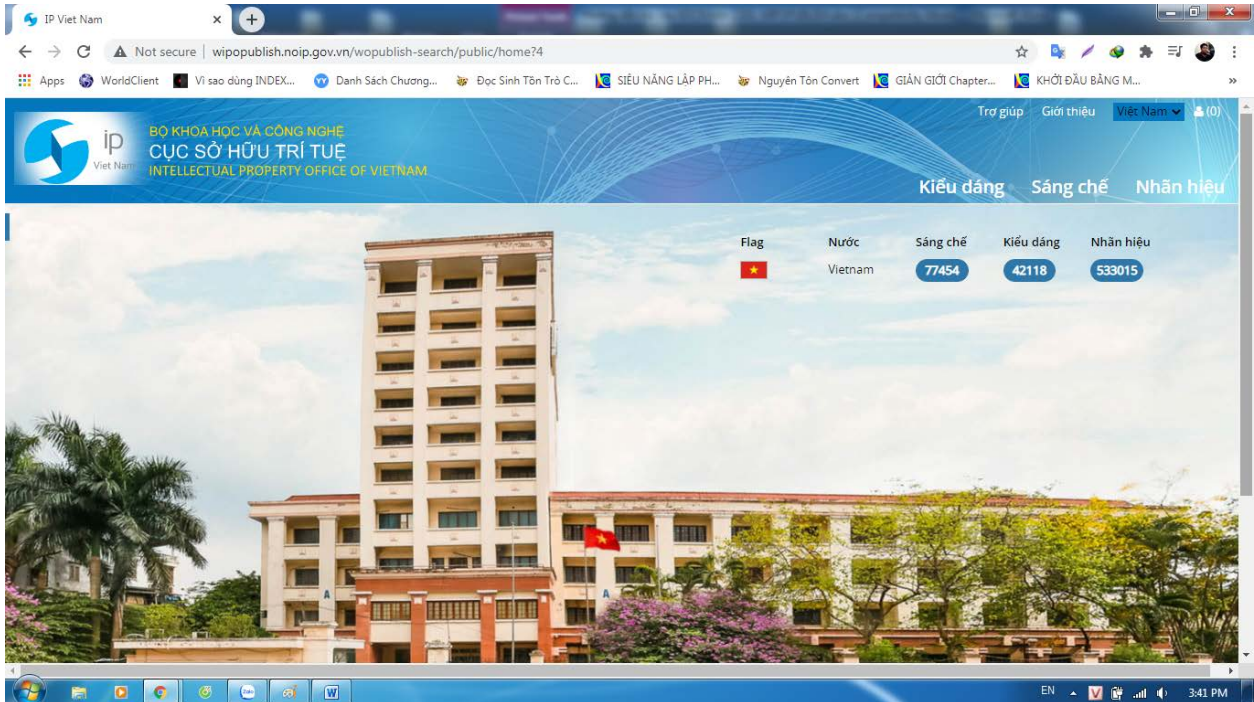 IP Viet Nam
Not secure | wipopublish.noip.gov.vn/wopublish-search/public/home?4
Apps WorldClient Vì sao dùng INDEX... Danh Sách Chương... Đọc Sinh Tồn Trò C... SIÊU NĂNG LẬP PH... Nguyên Tôn Convert GIẢN GIỚI Chapter... KHỞI ĐẦU BẰNG M... »
Trợ giúp Giới thiệu Việt Nam (0)
ip
Viet Nam
BỘ KHOA HỌC VÀ CÔNG NGHỆ
CỤC SỞ HỮU TRÍ TUỆ
INTELLECTUAL PROPERTY OFFICE OF VIETNAM
Kiểu dáng Sáng chế Nhãn hiệu
Flag Nước Sáng chế Kiểu dáng Nhãn hiệu
Vietnam 77454 42118 533015
A A
EN 3:41 PM